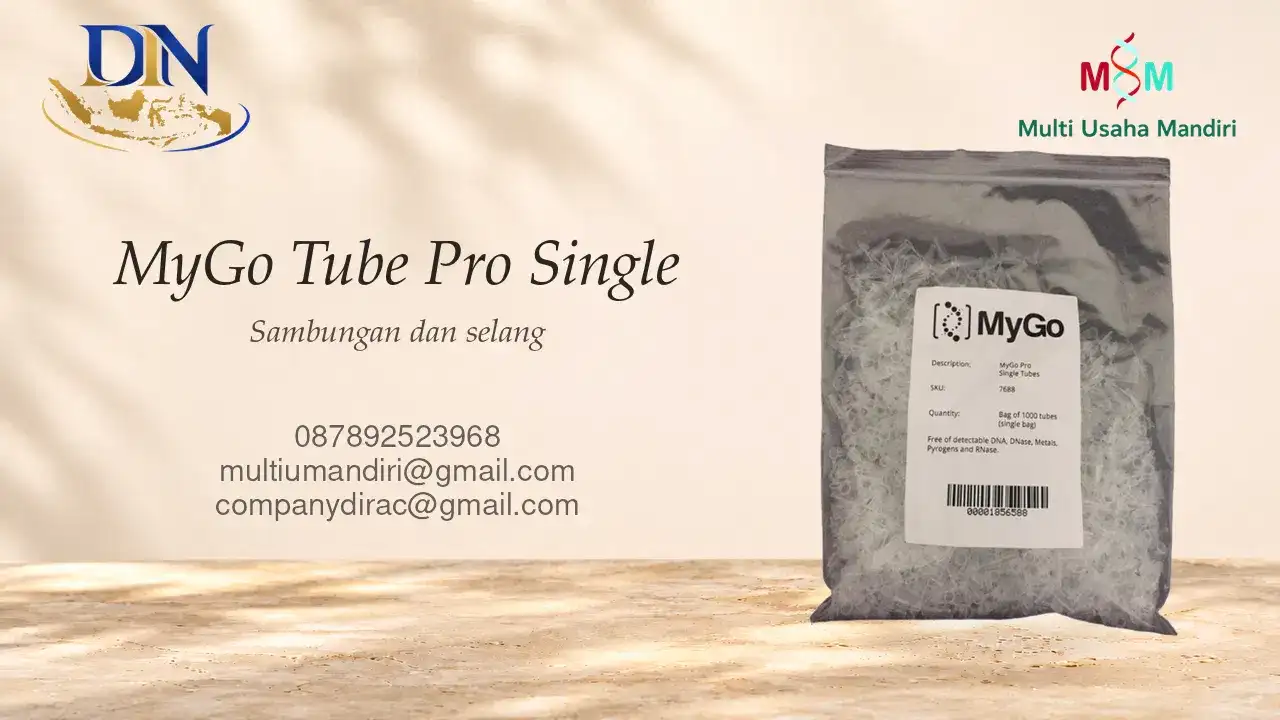 DIN
MSM
Multi Usaha Mandiri
MyGo Tube Pro Single
Sambungan dan selang
087892523968
multiumandiri@gmail.com
companydirac@gmail.com
MyGo
Description: MyGo Pro
Single Tubes
SKU: 7688
Quantity: Bag of 1000 tubes
(single bag)
Free of detectable DNA, DNase, Metals,
Pyrogens and RNase.
00001856588